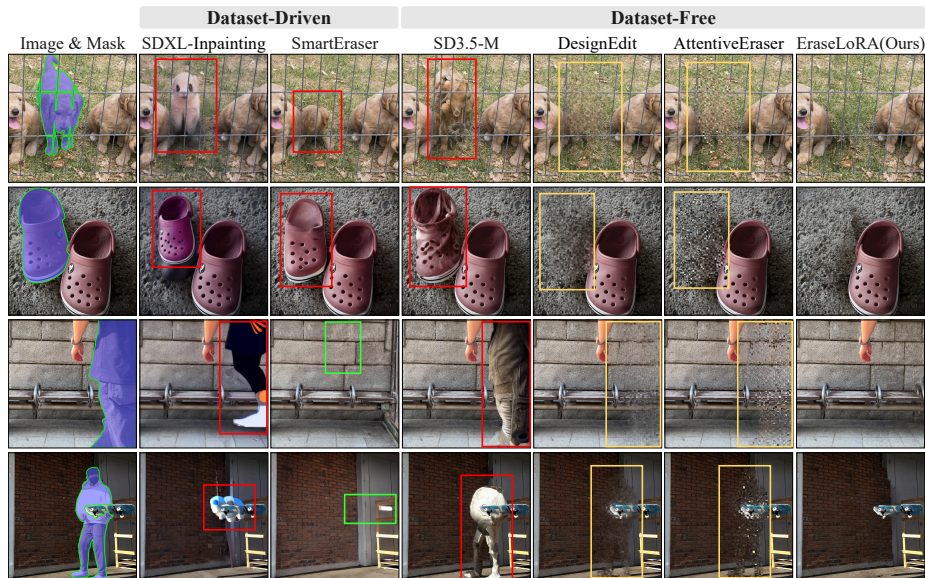 Dataset-Driven Dataset-Free
Image & Mask SDXL-Inpainting SmartEraser SD3.5-M DesignEdit AttentiveEraser EraseLoRA(Ours)